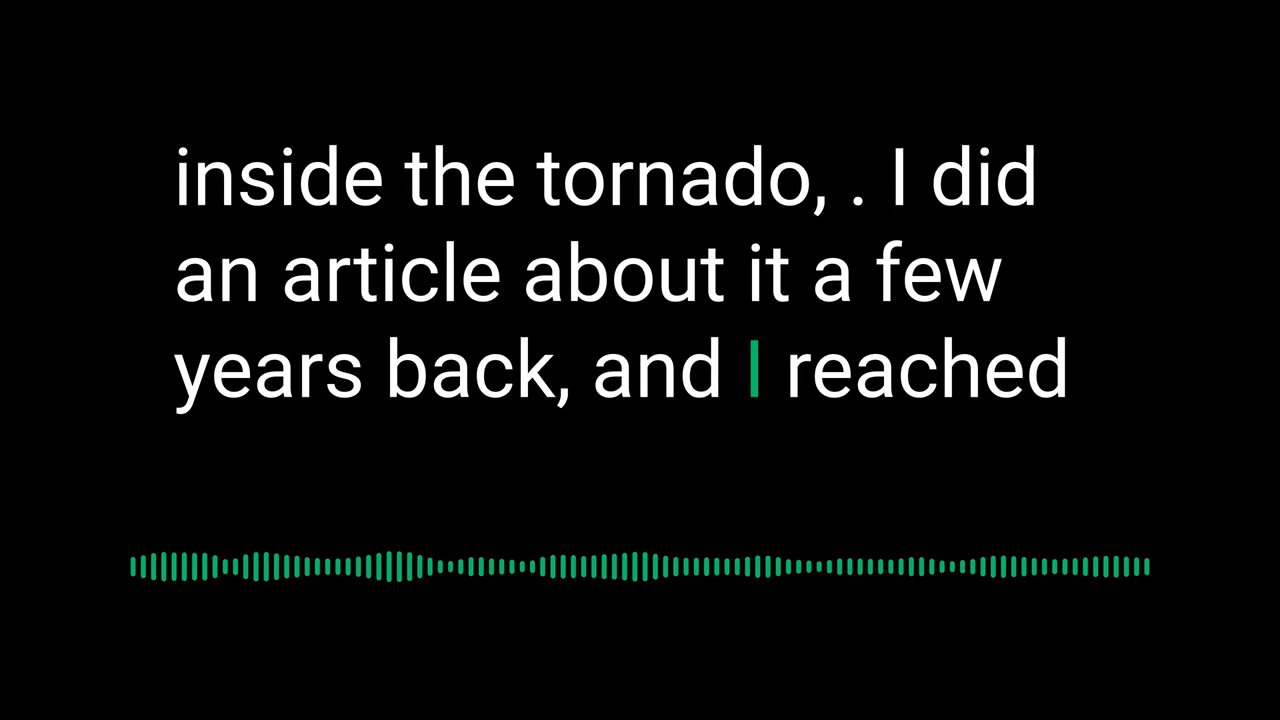 inside the tornado, . I did
an article about it a few
years back, and I reached